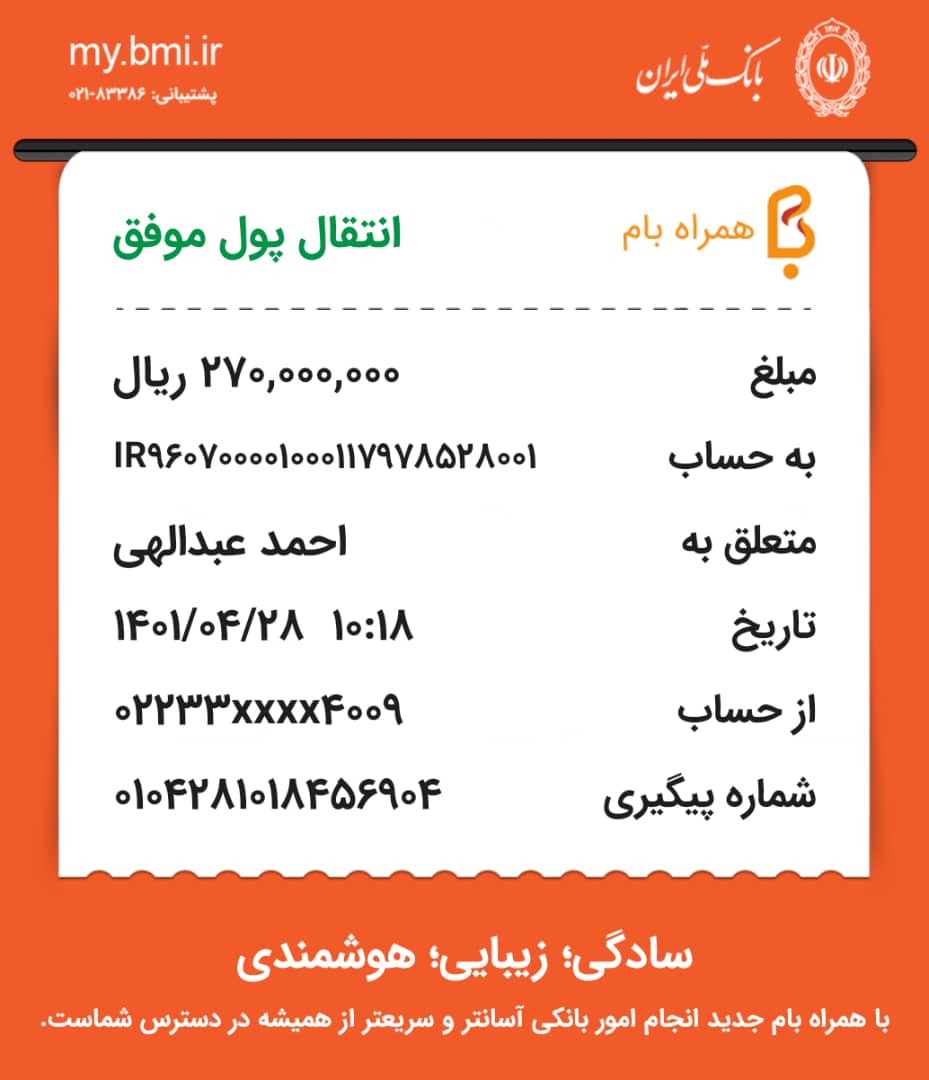 بانک ملّی ایران
my.bmi.ir
پشتیبانی: ۸۳۳۸۶-۰۲۱
همراه بام
انتقال پول موفق
مبلغ ۲۷۰,۰۰۰,۰۰۰ ریال
به حساب IR۹۶۰۷۰۰۰۰۱۰۰۰۱۱۷۹۷۸۵۲۸۰۰۱
متعلق به احمد عبدالهی
تاریخ ۱۴۰۱/۰۴/۲۸ ۱۰:۱۸
از حساب ۰۲۲۳۳xxxx۴۰۰۹
شماره پیگیری ۰۱۰۴۲۸۱۰۱۸۴۵۶۹۰۴
سادگی؛ زیبایی؛ هوشمندی
با همراه بام جدید انجام امور بانکی آسانتر و سریعتر از همیشه در دسترس شماست.